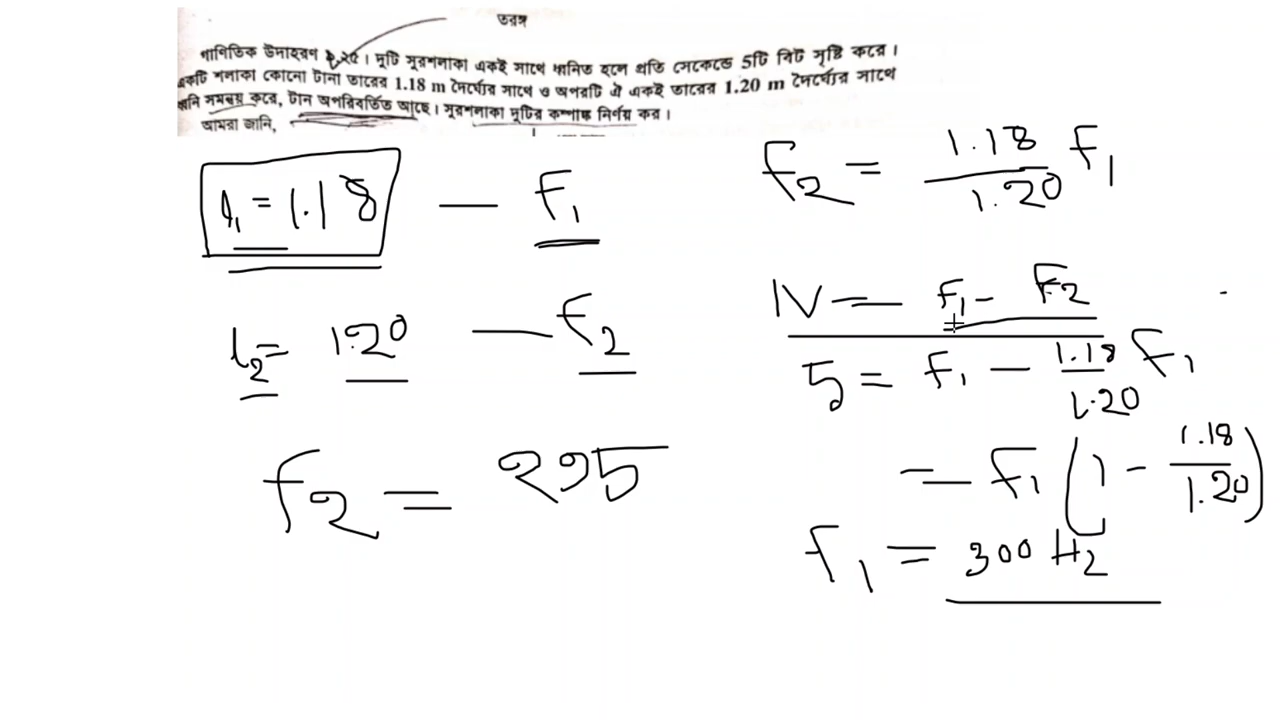 তরঙ্গ
গাণিতিক উদাহরণ ৯.২৫। দুটি সুরশলাকা একই সাথে ধ্বনিত হলে প্রতি সেকেন্ডে 5টি বিট সৃষ্টি করে।
একটি শলাকা কোনো টানা তারের 1.18 m দৈর্ঘ্যের সাথে ও অপরটি ঐ একই তারের 1.20 m দৈর্ঘ্যের সাথে
সমন্বয় করে, টান অপরিবর্তিত আছে। সুরশলাকা দুটির কম্পাঙ্ক নির্ণয় কর।
আমরা জানি,
l₁ = 1.18 — f₁
l₂ = 1.20 — f₂
f₂ = 295
f₂ = 1.18/1.20 f₁
N = f₁ - f₂
5 = f₁ - 1.18/1.20 f₁
= f₁ (1 - 1.18/1.20)
f₁ = 300 Hz